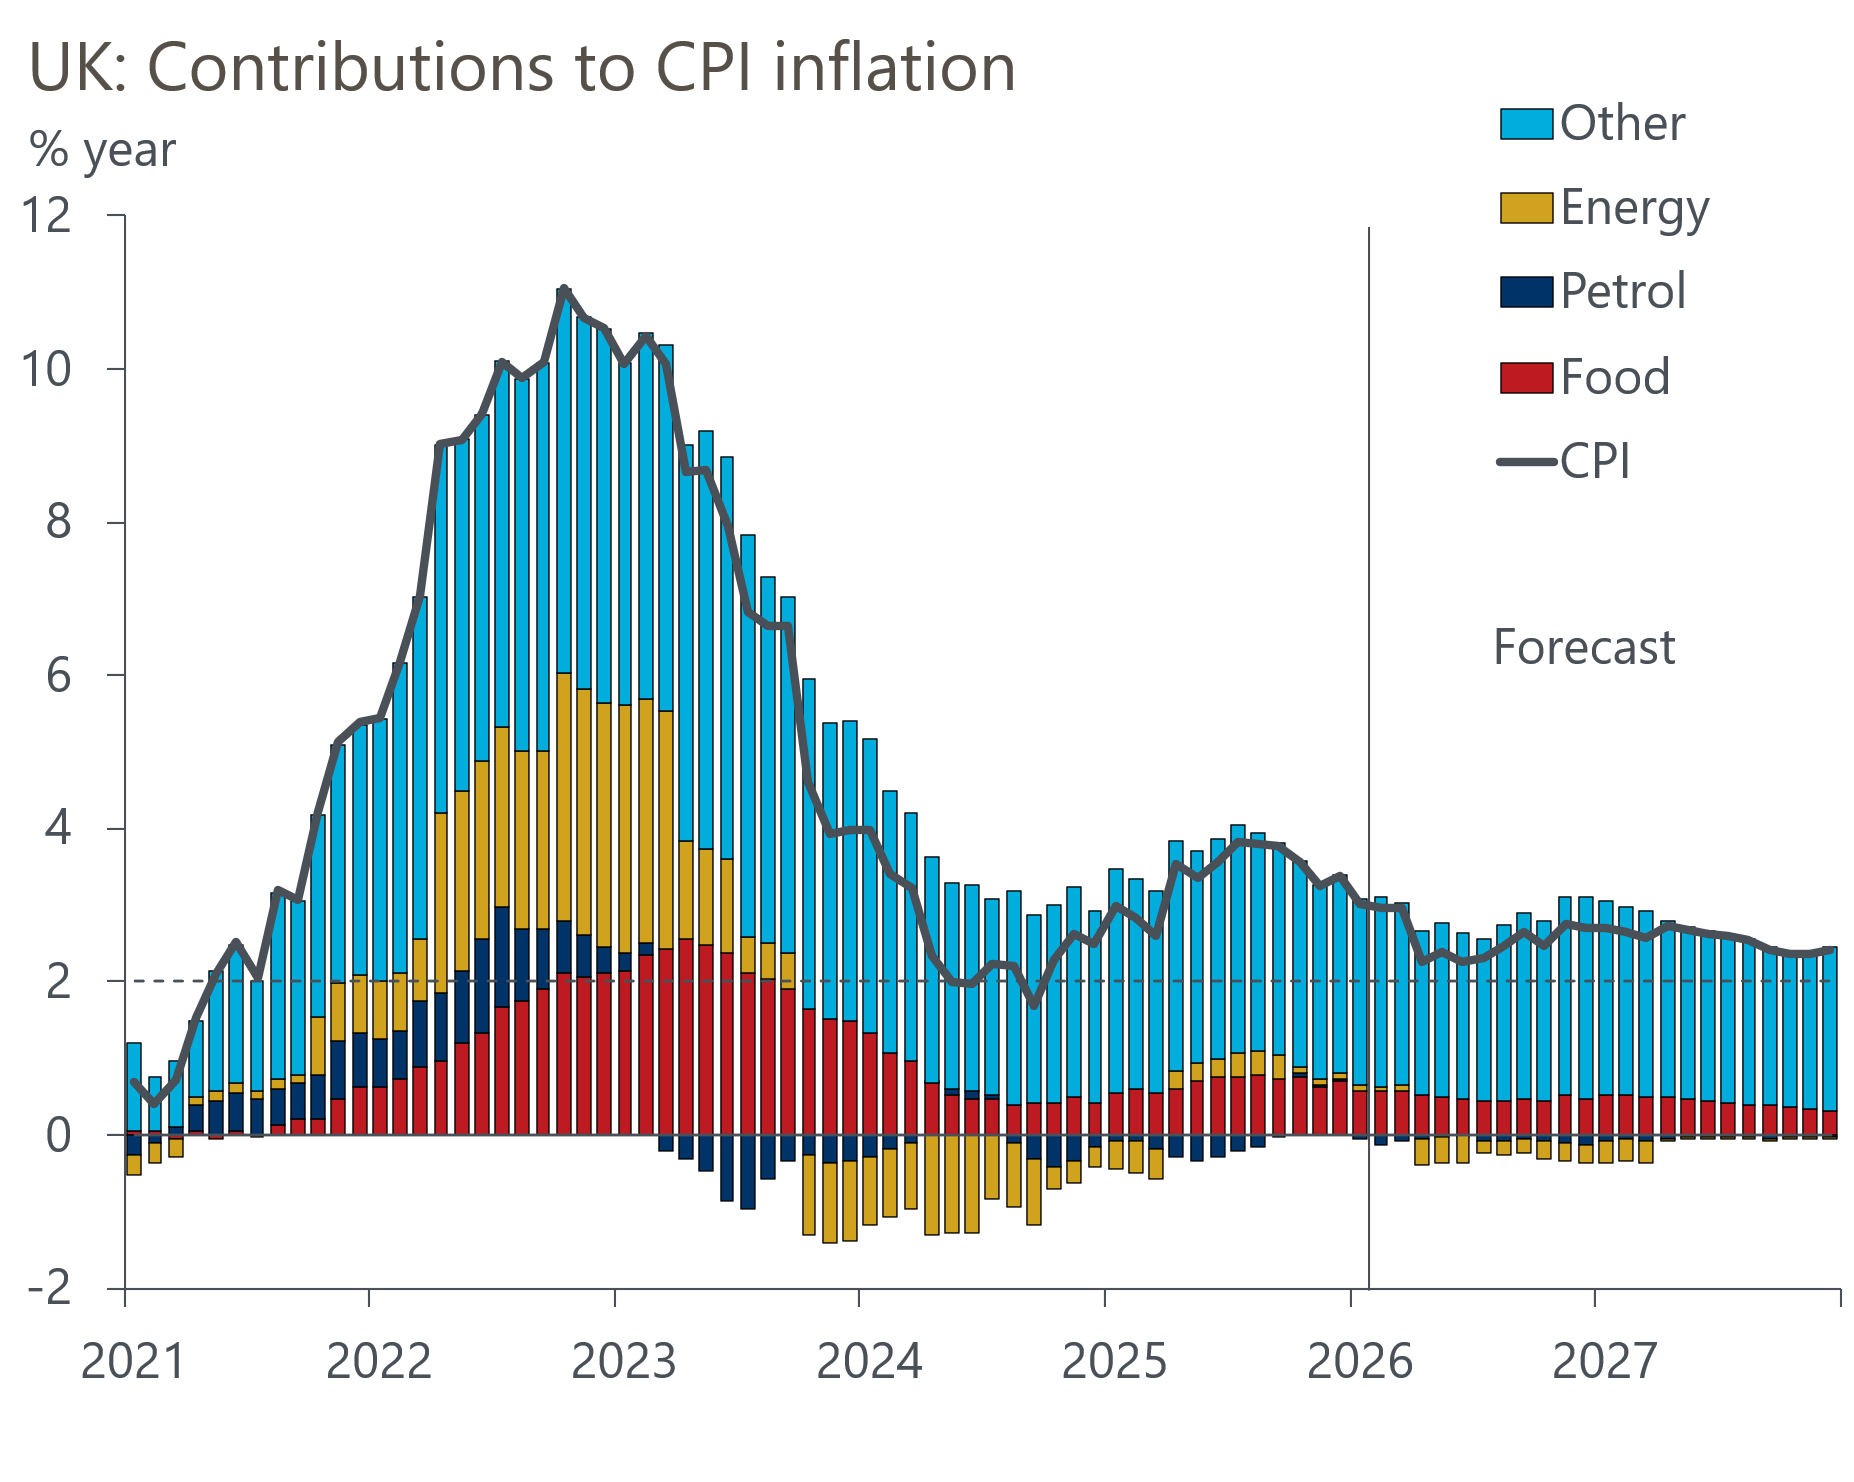 UK: Contributions to CPI inflation
% year
Other
Energy
Petrol
Food
CPI
Forecast
12
10
8
6
4
2
0
-2
2021 2022 2023 2024 2025 2026 2027